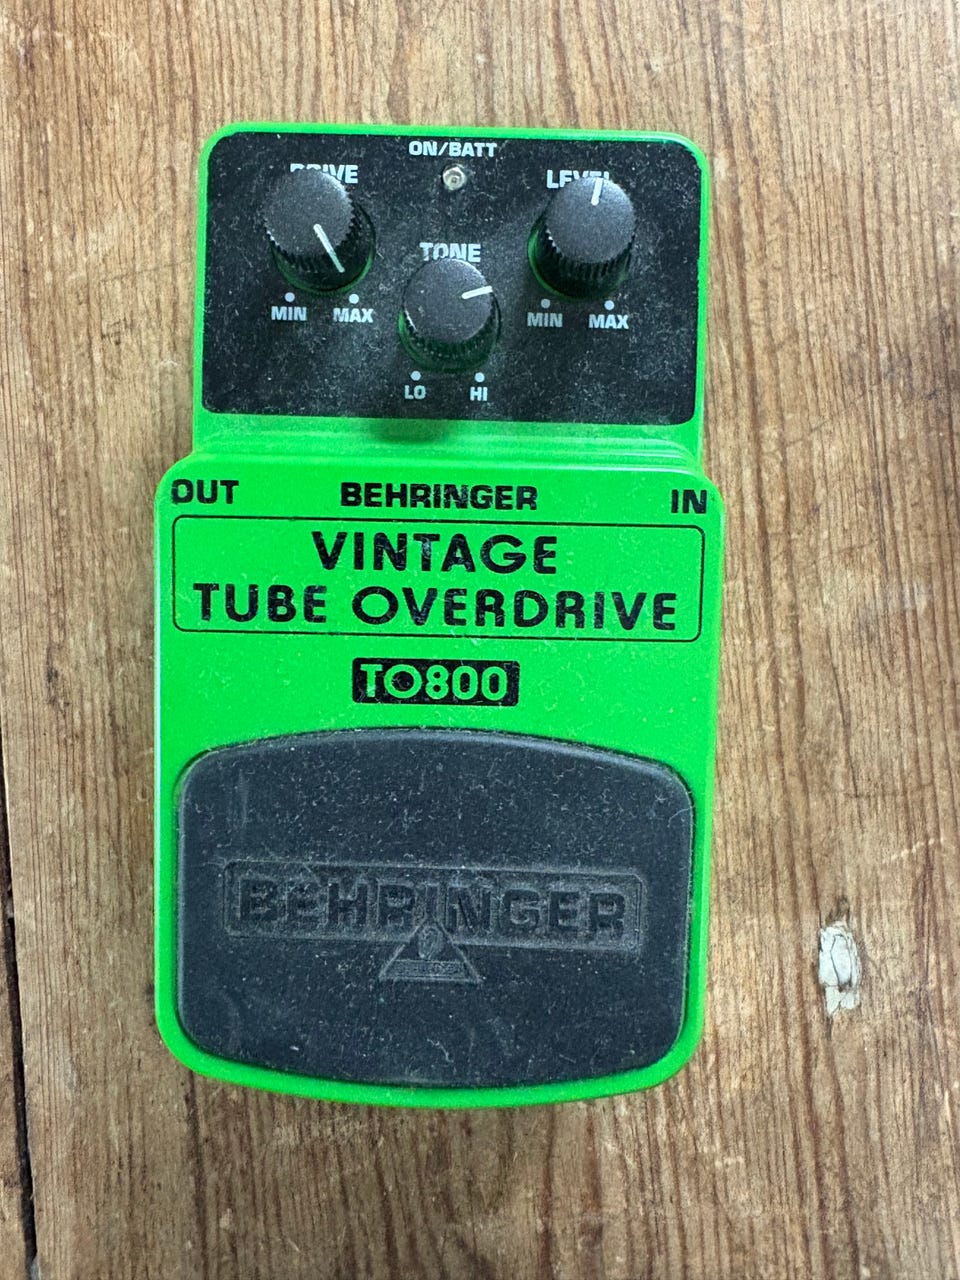 ON/BATT
DRIVE
LEVEL
TONE
MIN MAX
MIN MAX
LO HI
OUT BEHRINGER IN
VINTAGE
TUBE OVERDRIVE
TO800
BEHRINGER